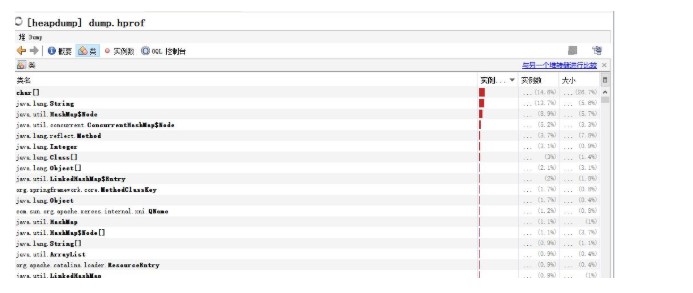 [heapdump] dump.hprof
堆 Dump
概要 类 实例数 OQL 控制台
类 与另一个堆转储进行比较 ×
类名 实例... ▼ 实例数 大小
char[] ... (14.6%)
java.lang.String ... (13.7%) ... (5.8%)
java.util.HashMap$Node ... (8.9%) ... (5.7%)
java.util.concurrent.ConcurrentHashMap$Node ... (5.2%) ... (3.3%)
java.lang.reflect.Method ... (3.7%) ... (7.8%)
java.lang.Integer ... (3.1%) ... (0.9%)
java.lang.Class[] ... (3%) ... (1.4%)
java.lang.Object[] ... (2.1%) ... (3.1%)
java.util.LinkedHashMap$Entry ... (2%) ... (1.8%)
org.springframework.core.MethodClassKey ... (1.7%) ... (0.8%)
java.lang.Object ... (1.7%) ... (0.4%)
com.sun.org.apache.xerces.internal.xni.QName ... (1.2%) ... (0.8%)
java.util.HashMap ... (1.1%) ... (1%)
java.util.HashMap$Node[] ... (1.1%) ... (3.7%)
java.lang.String[] ... (0.9%) ... (1.1%)
java.util.ArrayList ... (0.9%) ... (0.4%)
org.apache.catalina.loader.ResourceEntry ... (0.8%) ... (0.4%)
java.util.LinkedHashMap ... (0.8%) ... (1%)